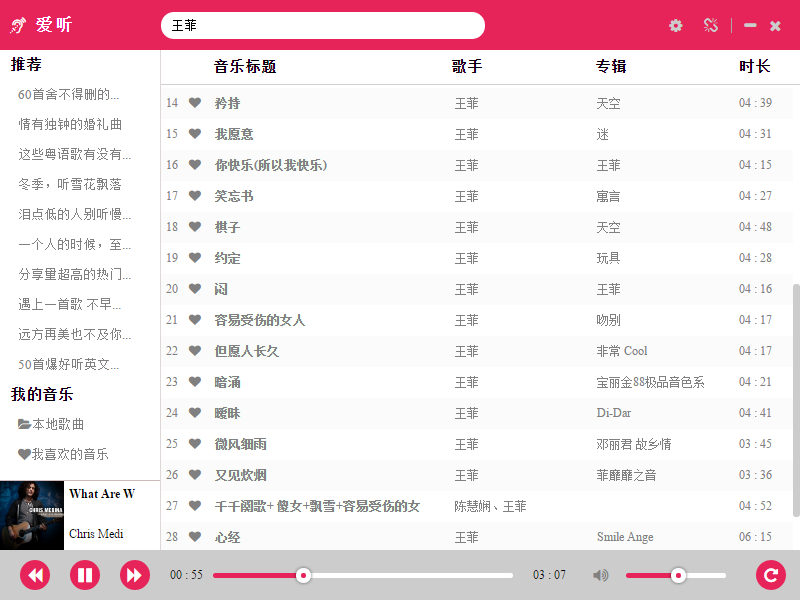 爱听
王菲
推荐
60首舍不得删的...
情有独钟的婚礼曲
这些粤语歌有没有...
冬季，听雪花飘落
泪点低的人别听慢...
一个人的时候，至...
分享量超高的热门...
遇上一首歌 不早...
远方再美也不及你...
50首爆好听英文...
我的音乐
本地歌曲
我喜欢的音乐
CHRIS MEDINA
What Are W
Chris Medi
音乐标题 歌手 专辑 时长
14 矜持 王菲 天空 04 : 39
15 我愿意 王菲 迷 04 : 31
16 你快乐(所以我快乐) 王菲 王菲 04 : 15
17 笑忘书 王菲 寓言 04 : 27
18 棋子 王菲 天空 04 : 48
19 约定 王菲 玩具 04 : 28
20 闷 王菲 王菲 04 : 16
21 容易受伤的女人 王菲 吻别 04 : 17
22 但愿人长久 王菲 非常 Cool 04 : 17
23 暗涌 王菲 宝丽金88极品音色系 04 : 21
24 暧昧 王菲 Di-Dar 04 : 41
25 微风细雨 王菲 邓丽君 故乡情 03 : 45
26 又见炊烟 王菲 菲靡靡之音 03 : 36
27 千千阕歌+ 傻女+飘雪+容易受伤的女 陈慧娴、王菲 04 : 52
28 心经 王菲 Smile Ange 06 : 15
00 : 55 03 : 07